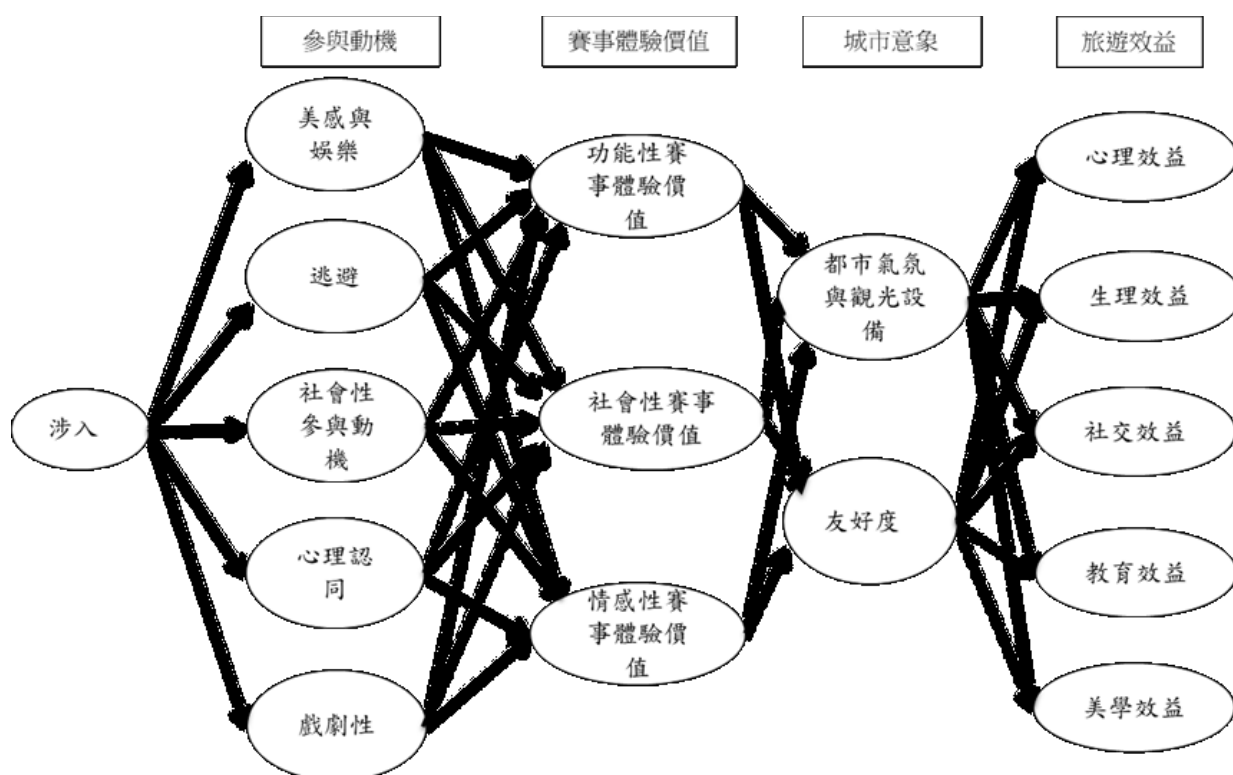 參與動機
賽事體驗價值
城市意象
旅遊效益
涉入
美感與
娛樂
逃避
社會性
參與動
機
心理認
同
戲劇性
功能性賽
事體驗價
值
社會性賽事
體驗價值
情感性賽
事體驗價
值
都市氣氛
與觀光設
備
友好度
心理效益
生理效益
社交效益
教育效益
美學效益